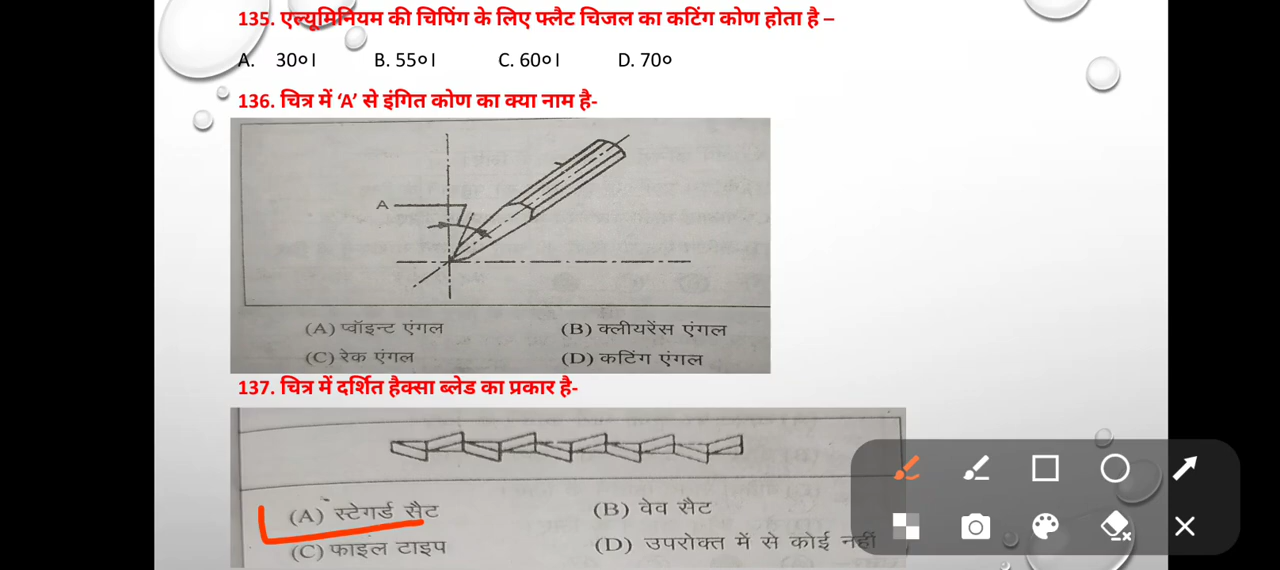 135. एल्यूमिनियम की चिपिंग के लिए फ्लैट चिजल का कटिंग कोण होता है –
A. 30०। B. 55०। C. 60०। D. 70०
136. चित्र में ‘A’ से इंगित कोण का क्या नाम है-
A
(A) प्वॉइन्ट एंगल (B) क्लीयरेंस एंगल
(C) रेक एंगल (D) कटिंग एंगल
137. चित्र में दर्शित हैक्सा ब्लेड का प्रकार है-
(A) स्टेगर्ड सैट (B) वेव सैट
(C) फाईल टाइप (D) उपरोक्त में से कोई नहीं